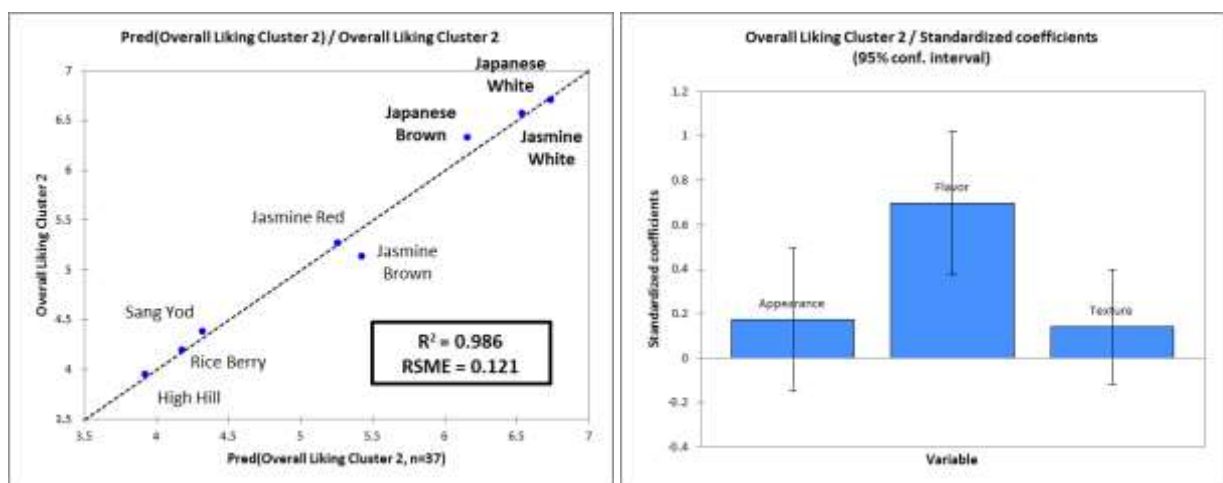 Pred(Overall Liking Cluster 2) / Overall Liking Cluster 2
Overall Liking Cluster 2
7
6.5
6
5.5
5
4.5
4
3.5
Japanese
White
Japanese
Brown
Jasmine
White
Jasmine Red
Jasmine
Brown
Sang Yod
Rice Berry
High Hill
R² = 0.986
RSME = 0.121
3.5
4
4.5
5
5.5
6
6.5
7
Pred(Overall Liking Cluster 2, n=37)
Overall Liking Cluster 2 / Standardized coefficients
(95% conf. interval)
Standardized coefficients
1.2
1
0.8
0.6
0.4
0.2
0
-0.2
-0.4
Appearance
Flavor
Texture
Variable